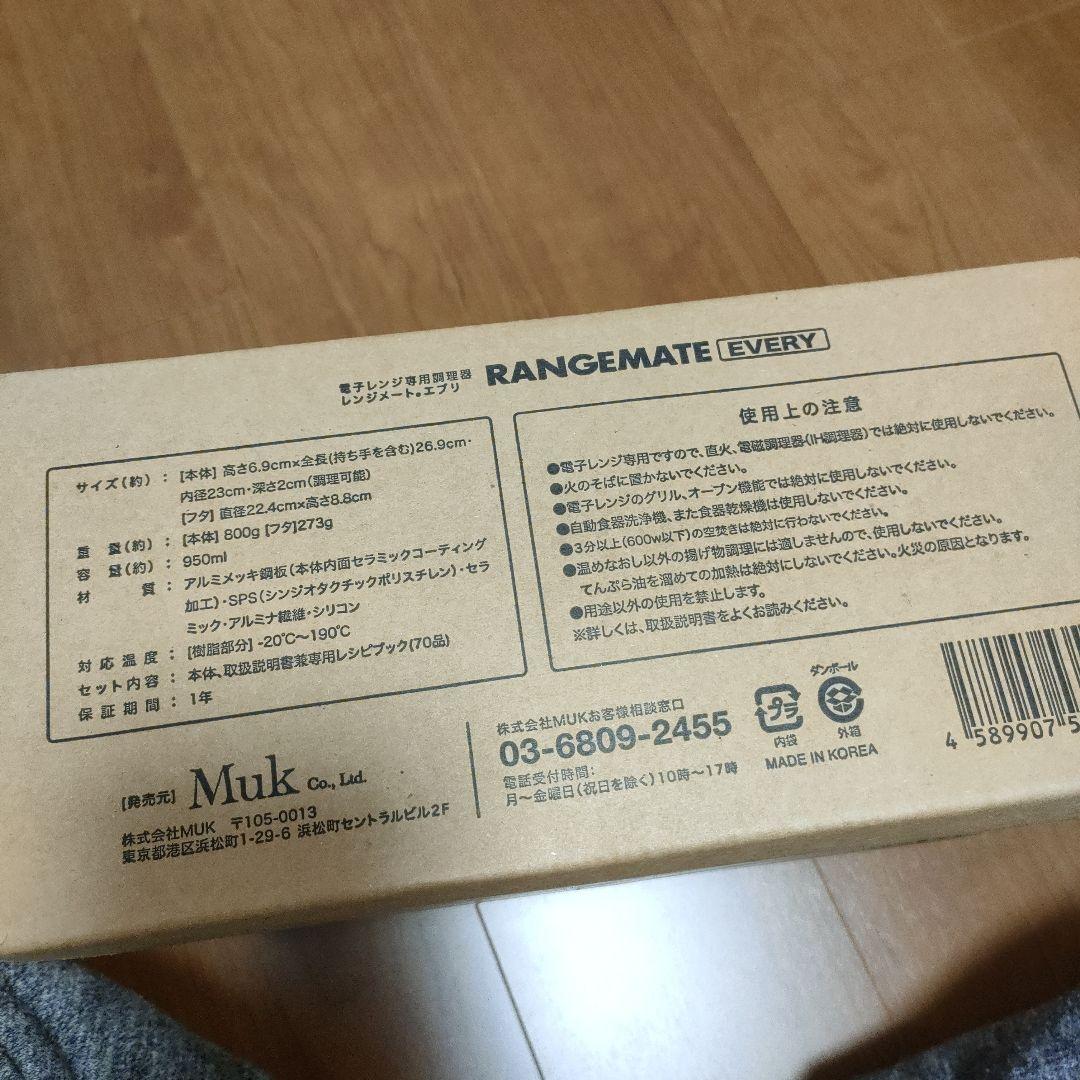 電子レンジ専用調理器
レンジメート。エブリ
RANGEMATE EVERY
サイズ(約): [本体] 高さ6.9cm×全長(持ち手を含む)26.9cm・
内径23cm・深さ2cm(調理可能)
[フタ] 直径22.4cm×高さ8.8cm
重量(約): [本体] 800g [フタ]273g
容量(約): 950ml
材質: アルミメッキ鋼板(本体内面セラミックコーティング
加工)・SPS(シンジオタクチックポリスチレン)・セラ
ミック・アルミナ繊維・シリコン
対応温度: [樹脂部分] -20℃〜190℃
セット内容: 本体、取扱説明書兼専用レシピブック(70品)
保証期間: 1年
使用上の注意
●電子レンジ専用ですので、直火、電磁調理器(IH調理器)では絶対に使用しないでください。
●火のそばに置かないでください。
●電子レンジのグリル、オーブン機能では絶対に使用しないでください。
●自動食器洗浄機、また食器乾燥機は使用しないでください。
●3分以上(600w以下)の空焚きは絶対に行わないでください。
●温めなおし以外の揚げ物調理には適しませんので、使用しないでください。
てんぷら油を溜めての加熱は絶対にしないでください。火災の原因となります。
●用途以外の使用を禁止します。
※詳しくは、取扱説明書をよくお読みください。
[発売元] Muk Co., Ltd.
株式会社MUK 〒105-0013
東京都港区浜松町1-29-6 浜松町セントラルビル2F
株式会社MUKお客様相談窓口
03-6809-2455
電話受付時間:
月〜金曜日(祝日を除く)10時〜17時
プラ
内袋
ダンボール
外箱
MADE IN KOREA
4 589907 5